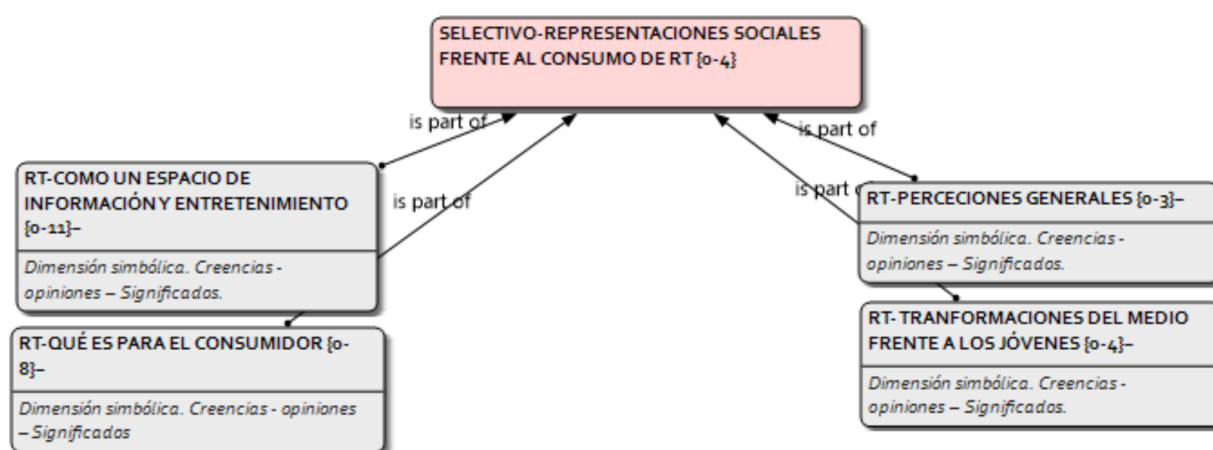 SELECTIVO-REPRESENTACIONES SOCIALES
FRENTE AL CONSUMO DE RT {0-4}
is part of
is part of
is part of
is part of
RT-COMO UN ESPACIO DE
INFORMACIÓN Y ENTRETENIMIENTO
{0-11}–
Dimensión simbólica. Creencias -
opiniones – Significados.
RT-QUÉ ES PARA EL CONSUMIDOR {0-
8}–
Dimensión simbólica. Creencias - opiniones
– Significados
RT-PERCECIONES GENERALES {0-3}–
Dimensión simbólica. Creencias -
opiniones – Significados.
RT- TRANFORMACIONES DEL MEDIO
FRENTE A LOS JÓVENES {0-4}–
Dimensión simbólica. Creencias -
opiniones – Significados.